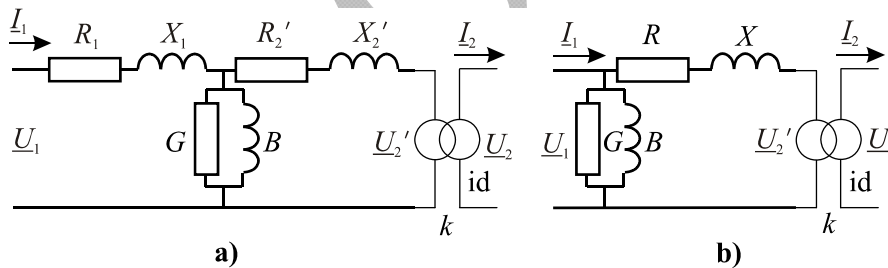 I₁ R₁ X₁ R₂′ X₂′ I₂
U₁ G B U₂′ U₂
id
k
a)
I₁ R X I₂
U₁ G B U₂′ U
id
k
b)